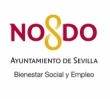 NO8DO
AYUNTAMIENTO DE SEVILLA
Bienestar Social y Empleo